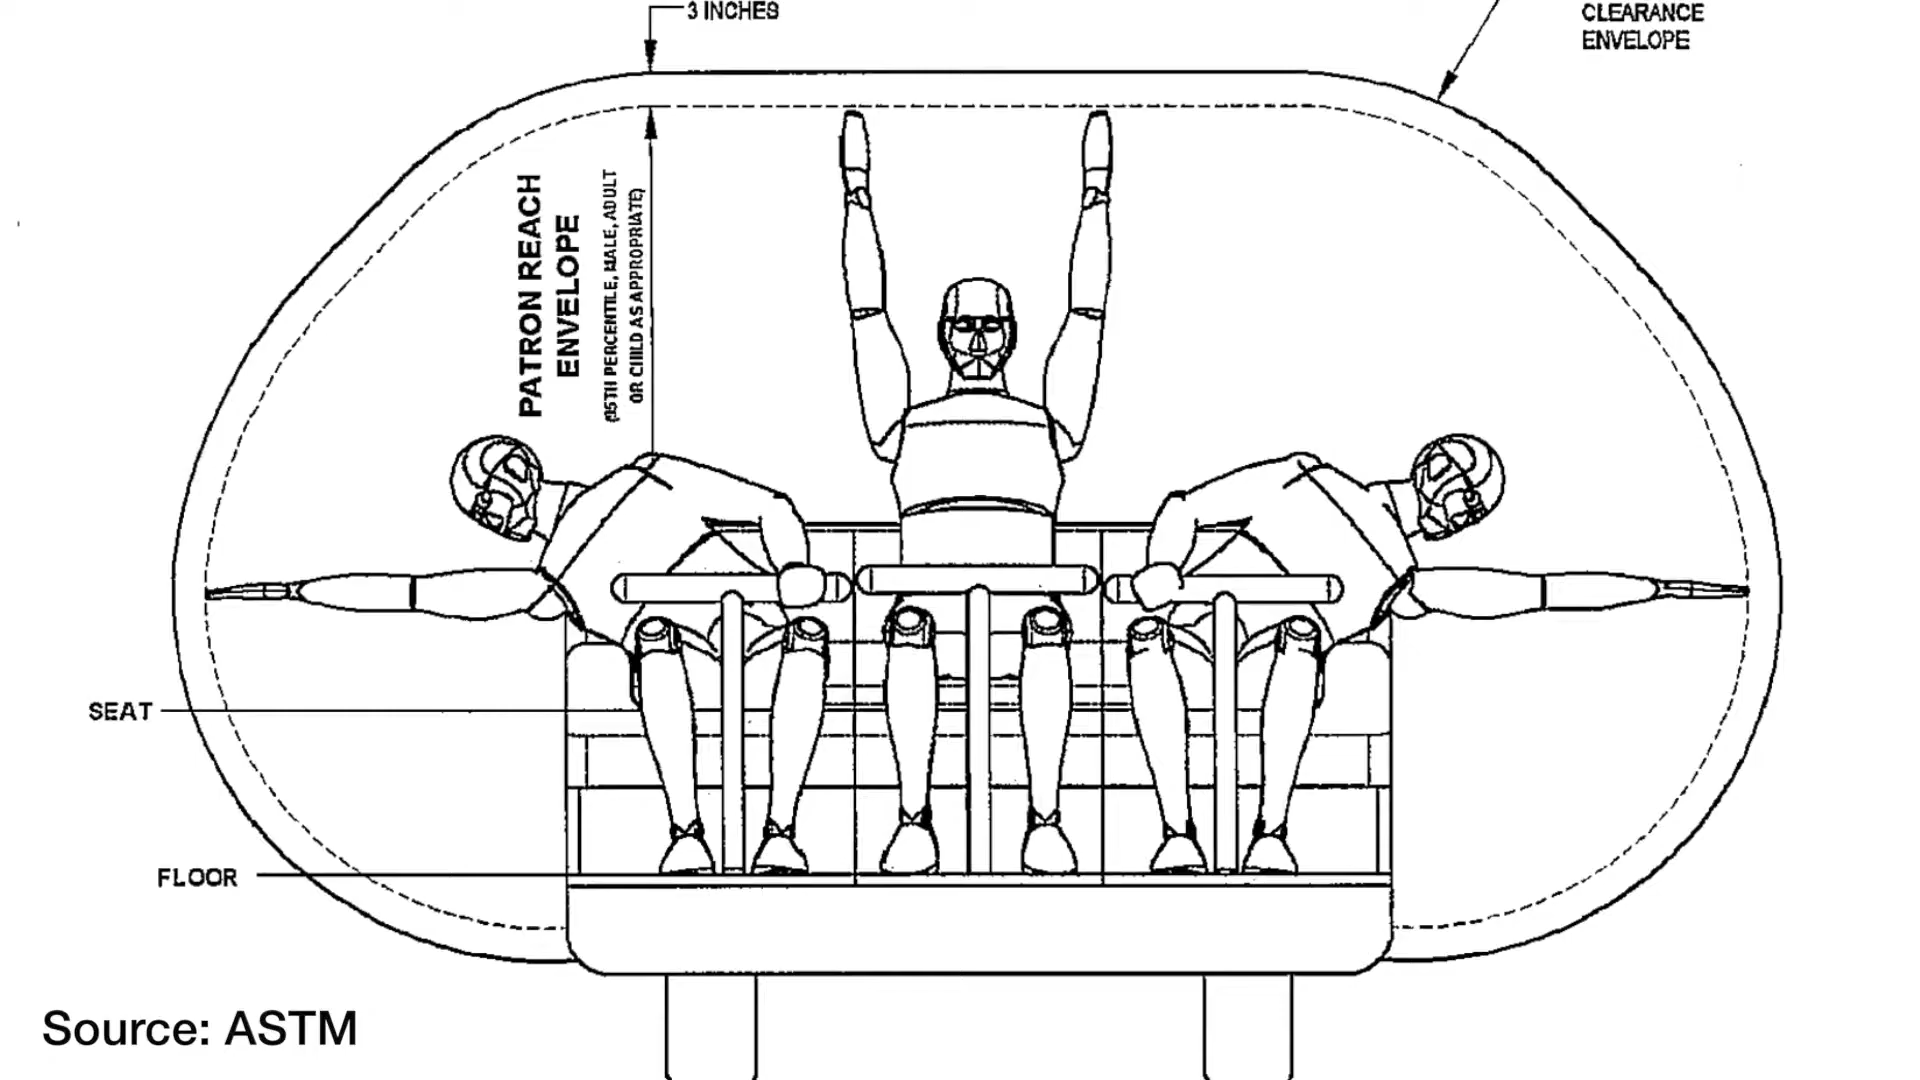 3 INCHES
CLEARANCE
ENVELOPE
PATRON REACH
ENVELOPE
(95TH PERCENTILE, MALE, ADULT
OR CHILD AS APPROPRIATE)
SEAT
FLOOR
Source: ASTM